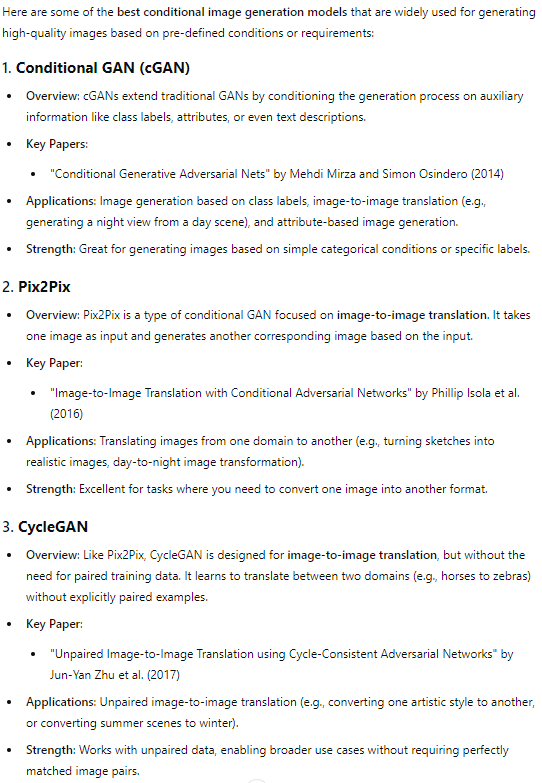 Here are some of the best conditional image generation models that are widely used for generating
high-quality images based on pre-defined conditions or requirements:
1. Conditional GAN (cGAN)
• Overview: cGANs extend traditional GANs by conditioning the generation process on auxiliary
information like class labels, attributes, or even text descriptions.
• Key Papers:
• "Conditional Generative Adversarial Nets" by Mehdi Mirza and Simon Osindero (2014)
• Applications: Image generation based on class labels, image-to-image translation (e.g.,
generating a night view from a day scene), and attribute-based image generation.
• Strength: Great for generating images based on simple categorical conditions or specific labels.
2. Pix2Pix
• Overview: Pix2Pix is a type of conditional GAN focused on image-to-image translation. It takes
one image as input and generates another corresponding image based on the input.
• Key Paper:
• "Image-to-Image Translation with Conditional Adversarial Networks" by Phillip Isola et al.
(2016)
• Applications: Translating images from one domain to another (e.g., turning sketches into
realistic images, day-to-night image transformation).
• Strength: Excellent for tasks where you need to convert one image into another format.
3. CycleGAN
• Overview: Like Pix2Pix, CycleGAN is designed for image-to-image translation, but without the
need for paired training data. It learns to translate between two domains (e.g., horses to zebras)
without explicitly paired examples.
• Key Paper:
• "Unpaired Image-to-Image Translation using Cycle-Consistent Adversarial Networks" by
Jun-Yan Zhu et al. (2017)
• Applications: Unpaired image-to-image translation (e.g., converting one artistic style to another,
or converting summer scenes to winter).
• Strength: Works with unpaired data, enabling broader use cases without requiring perfectly
matched image pairs.